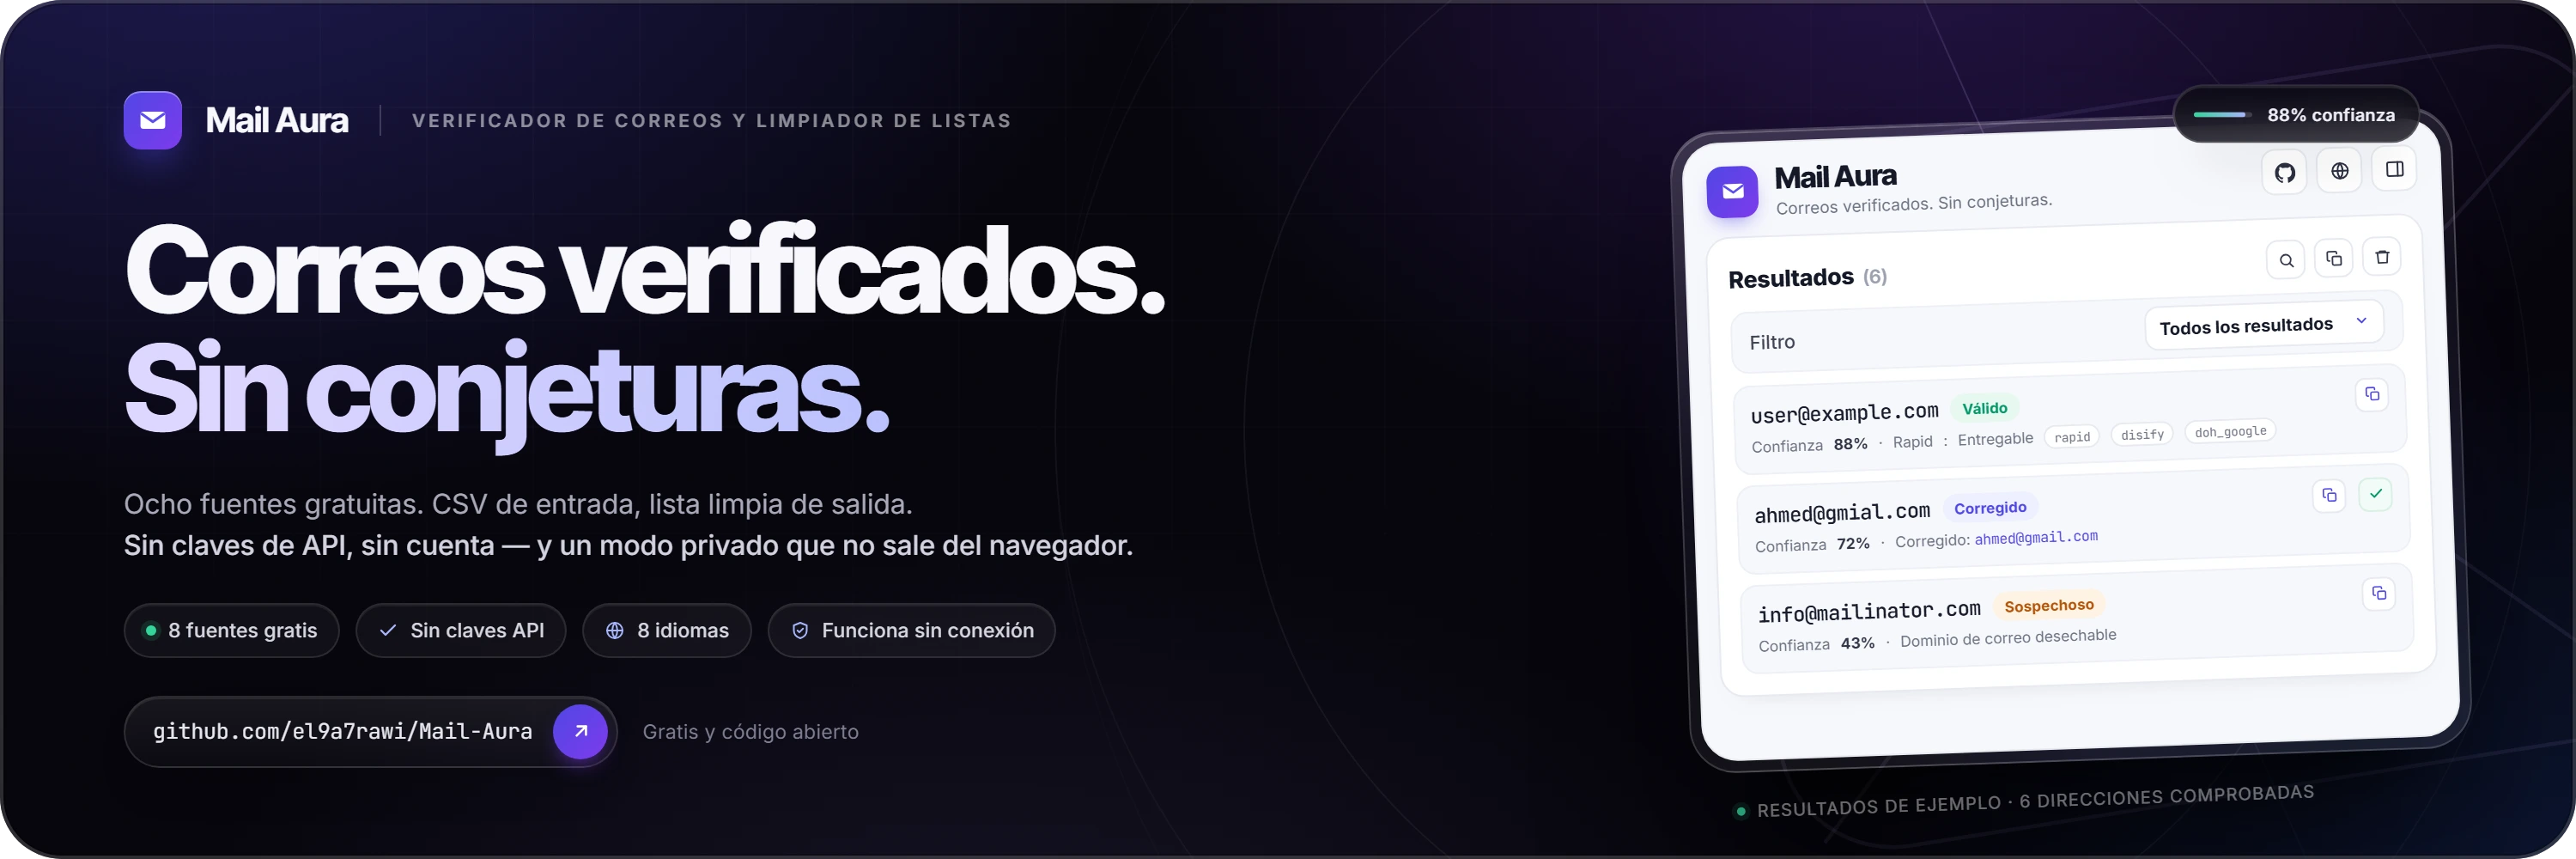 Mail Aura
VERIFICADOR DE CORREOS Y LIMPIADOR DE LISTAS
Correos verificados.
Sin conjeturas.
Ocho fuentes gratuitas. CSV de entrada, lista limpia de salida.
Sin claves de API, sin cuenta — y un modo privado que no sale del navegador.
8 fuentes gratis
Sin claves API
8 idiomas
Funciona sin conexión
github.com/el9a7rawi/Mail-Aura
Gratis y código abierto
88% confianza
Mail Aura
Correos verificados. Sin conjeturas.
Resultados (6)
Filtro
Todos los resultados
user@example.com Válido
Confianza 88% · Rapid : Entregable rapid disify doh_google
ahmed@gmial.com Corregido
Confianza 72% · Corregido: ahmed@gmail.com
info@mailinator.com Sospechoso
Confianza 43% · Dominio de correo desechable
RESULTADOS DE EJEMPLO · 6 DIRECCIONES COMPROBADAS